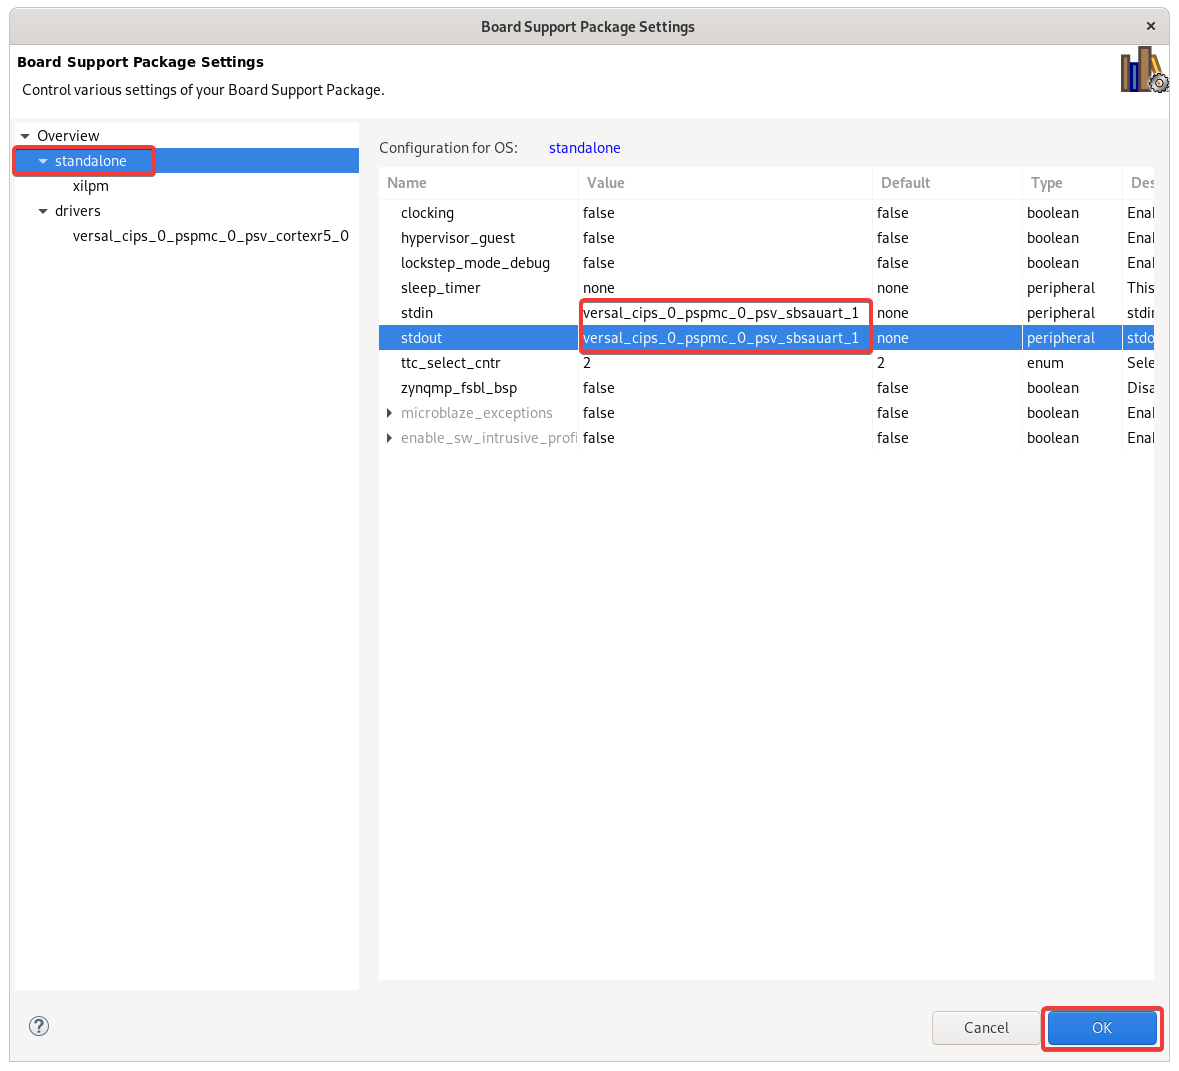 Board Support Package Settings
Board Support Package Settings
Control various settings of your Board Support Package.
Overview
standalone
xilpm
drivers
versal_cips_0_pspmc_0_psv_cortexr5_0
Configuration for OS: standalone
Name Value Default Type Des
clocking false false boolean Enal
hypervisor_guest false false boolean Enal
lockstep_mode_debug false false boolean Enal
sleep_timer none none peripheral This
stdin versal_cips_0_pspmc_0_psv_sbsauart_1 none peripheral stdir
stdout versal_cips_0_pspmc_0_psv_sbsauart_1 none peripheral stdo
ttc_select_cntr 2 2 enum Sele
zynqmp_fsbl_bsp false false boolean Disa
microblaze_exceptions false false boolean Enal
enable_sw_intrusive_profi false false boolean Enal
? Cancel OK